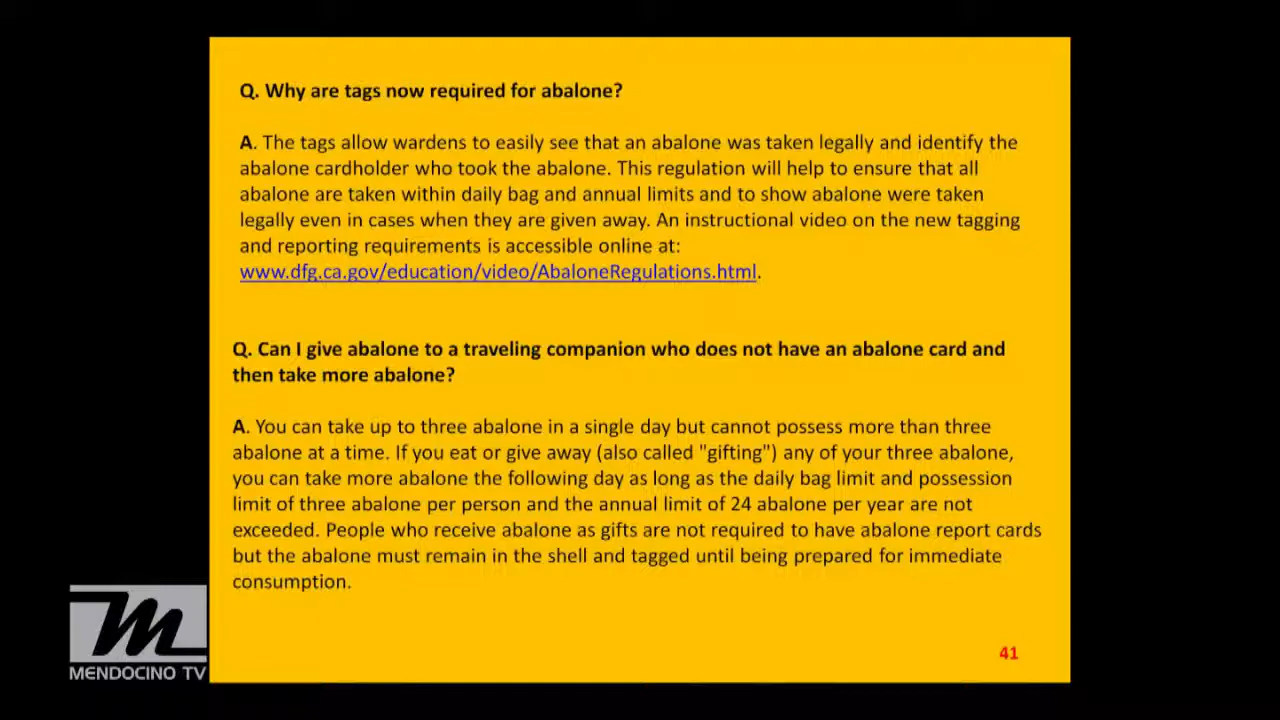 Q. Why are tags now required for abalone?
A. The tags allow wardens to easily see that an abalone was taken legally and identify the
abalone cardholder who took the abalone. This regulation will help to ensure that all
abalone are taken within daily bag and annual limits and to show abalone were taken
legally even in cases when they are given away. An instructional video on the new tagging
and reporting requirements is accessible online at:
www.dfg.ca.gov/education/video/AbaloneRegulations.html.
Q. Can I give abalone to a traveling companion who does not have an abalone card and
then take more abalone?
A. You can take up to three abalone in a single day but cannot possess more than three
abalone at a time. If you eat or give away (also called "gifting") any of your three abalone,
you can take more abalone the following day as long as the daily bag limit and possession
limit of three abalone per person and the annual limit of 24 abalone per year are not
exceeded. People who receive abalone as gifts are not required to have abalone report cards
but the abalone must remain in the shell and tagged until being prepared for immediate
consumption.
41
M
MENDOCINO TV